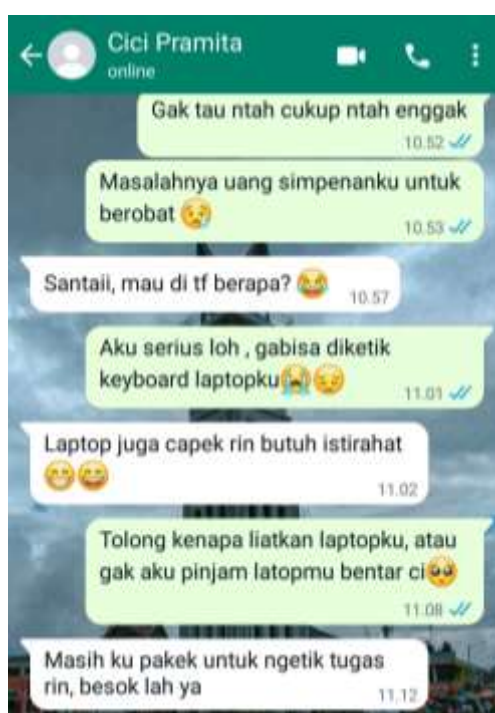 Cici Pramita
online
Gak tau ntah cukup ntah enggak
10.52
Masalahnya uang simpenanku untuk
berobat 😢
10.53
Santaii, mau di tf berapa? 😂
10.57
Aku serius loh , gabisa diketik
keyboard laptopku😭😔
11.01
Laptop juga capek rin butuh istirahat
😁😅
11.02
Tolong kenapa liatkan laptopku, atau
gak aku pinjam latopmu bentar ci🥺
11.08
Masih ku pakek untuk ngetik tugas
rin, besok lah ya
11.12